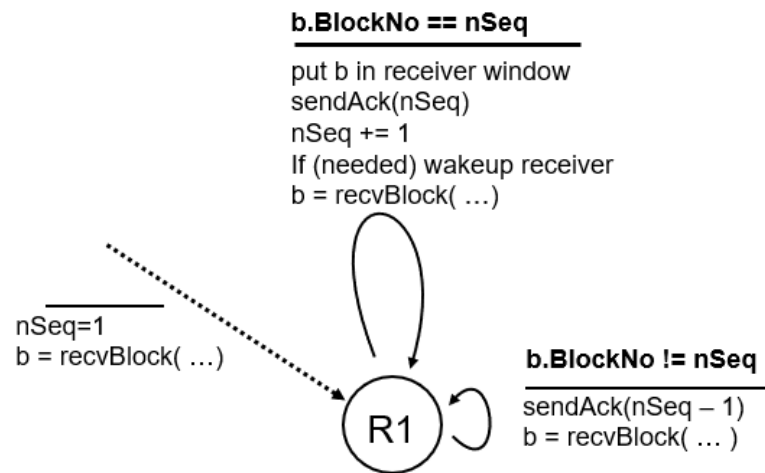 b.BlockNo == nSeq
put b in receiver window
sendAck(nSeq)
nSeq += 1
If (needed) wakeup receiver
b = recvBlock( …)
nSeq=1
b = recvBlock( …)
b.BlockNo != nSeq
sendAck(nSeq – 1)
b = recvBlock( … )
R1